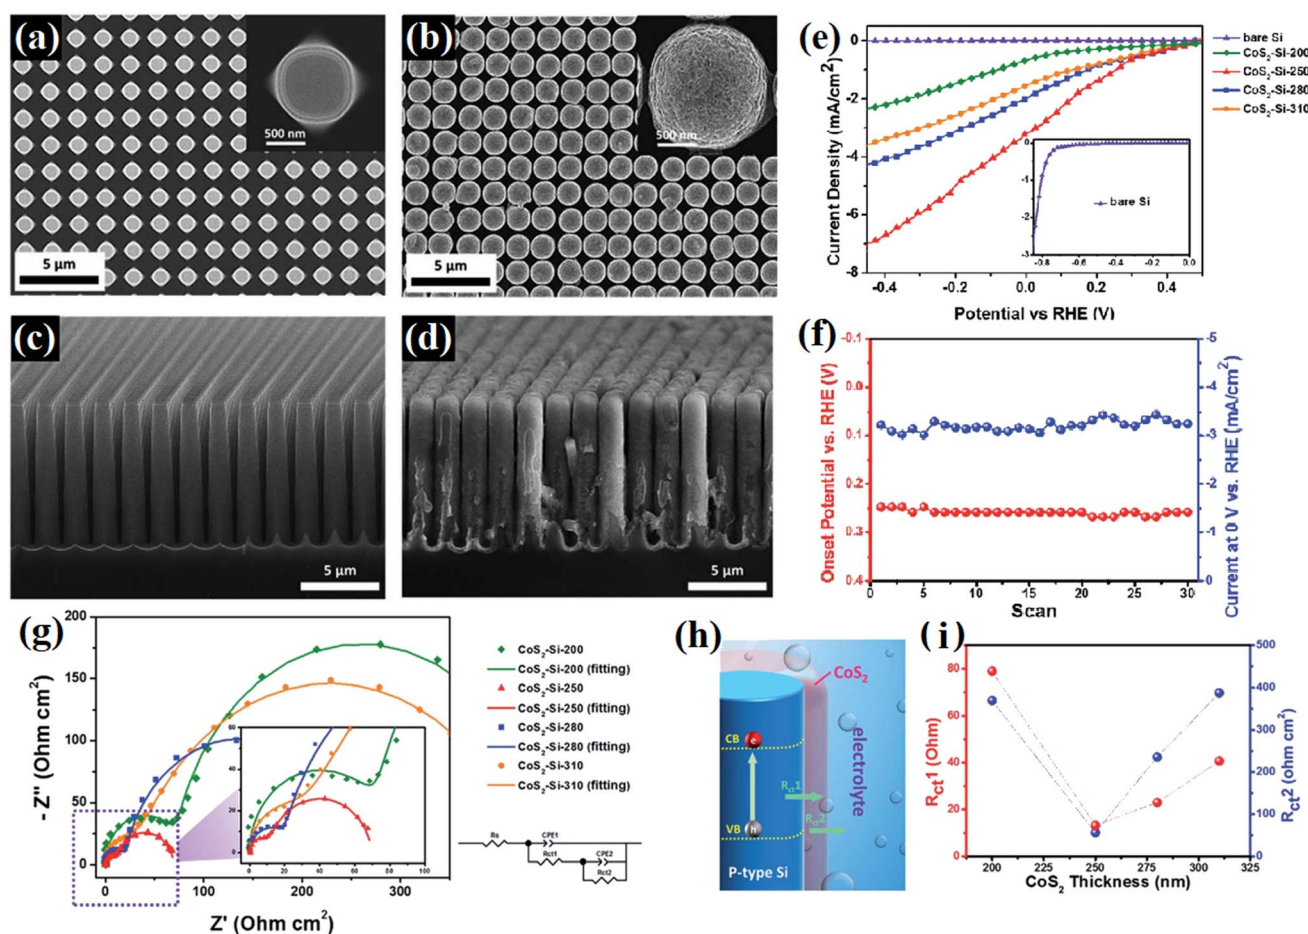 (a)
500 nm
5 µm
(b)
500 nm
5 µm
(c)
5 µm
(d)
5 µm
(e)
Current Density (mA/cm²)
0
-2
-4
-6
-8
-0.4
-0.2
0.0
0.2
0.4
Potential vs RHE (V)
bare Si
CoS₂-Si-200
CoS₂-Si-250
CoS₂-Si-280
CoS₂-Si-310
0
-1
-2
-3
-0.8
-0.6
-0.4
-0.2
0.0
bare Si
(f)
Onset Potential vs. RHE (V)
-0.1
0.0
0.1
0.2
0.3
0.4
Current at 0 V vs. RHE (mA/cm²)
-5
-4
-3
-2
-1
0
0
5
10
15
20
25
30
Scan
(g)
- Z'' (Ohm cm²)
200
150
100
50
0
0
100
200
300
Z' (Ohm cm²)
60
40
20
0
0
20
40
60
80
100
CoS₂-Si-200
CoS₂-Si-200 (fitting)
CoS₂-Si-250
CoS₂-Si-250 (fitting)
CoS₂-Si-280
CoS₂-Si-280 (fitting)
CoS₂-Si-310
CoS₂-Si-310 (fitting)
Rs
CPE1
Rct1
CPE2
Rct2
(h)
CoS₂
CB
e
electrolyte
Rct1
Rct2
VB
h
P-type Si
(i)
Rct1 (Ohm)
80
60
40
20
0
Rct2 (ohm cm²)
500
400
300
200
100
0
200
225
250
275
300
325
CoS₂ Thickness (nm)